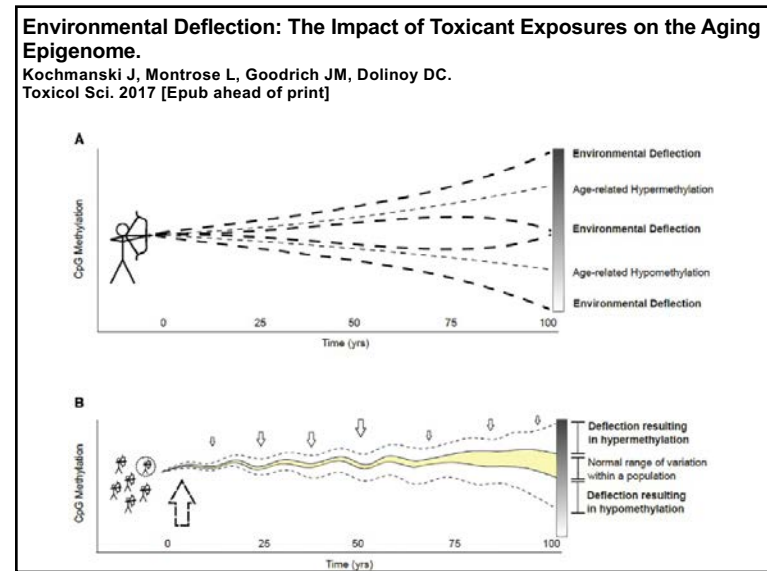 Environmental Deflection: The Impact of Toxicant Exposures on the Aging
Epigenome.
Kochmanski J, Montrose L, Goodrich JM, Dolinoy DC.
Toxicol Sci. 2017 [Epub ahead of print]
A
CpG Methylation
Environmental Deflection
Age-related Hypermethylation
Environmental Deflection
Age-related Hypomethylation
Environmental Deflection
0 25 50 75 100
Time (yrs)
B
CpG Methylation
Deflection resulting
in hypermethylation
Normal range of variation
within a population
Deflection resulting
in hypomethylation
0 25 50 75 100
Time (yrs)